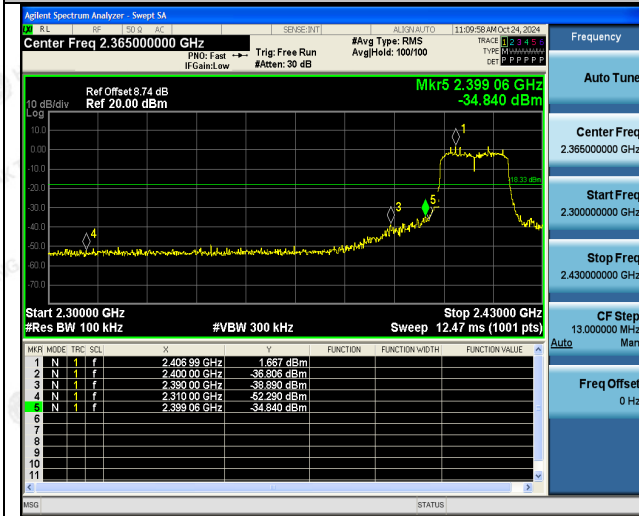 Agilent Spectrum Analyzer - Swept SA
RL RF 50 Ω AC SENSE:INT ALIGN AUTO 11:09:58 AM Oct 24, 2024
Center Freq 2.365000000 GHz
PNO: Fast
IFGain:Low
Trig: Free Run
#Atten: 30 dB
#Avg Type: RMS
Avg|Hold: 100/100
TRACE 1 2 3 4 5 6
TYPE M
DET P P P P P P
Ref Offset 8.74 dB
10 dB/div Ref 20.00 dBm
Log
Mkr5 2.399 06 GHz
-34.840 dBm
10.0
0.00
-10.0
-20.0
-30.0
-40.0
-50.0
-60.0
-70.0
1
3
4
5
-18.33 dBm
Start 2.30000 GHz Stop 2.43000 GHz
#Res BW 100 kHz #VBW 300 kHz Sweep 12.47 ms (1001 pts)
MKR MODE TRC SCL X Y FUNCTION FUNCTION WIDTH FUNCTION VALUE
1 N 1 f 2.406 99 GHz 1.667 dBm
2 N 1 f 2.400 00 GHz -36.806 dBm
3 N 1 f 2.390 00 GHz -38.890 dBm
4 N 1 f 2.310 00 GHz -52.290 dBm
5 N 1 f 2.399 06 GHz -34.840 dBm
6
7
8
9
10
11
MSG STATUS
Frequency
Auto Tune
Center Freq
2.365000000 GHz
Start Freq
2.300000000 GHz
Stop Freq
2.430000000 GHz
CF Step
13.000000 MHz
Auto Man
Freq Offset
0 Hz